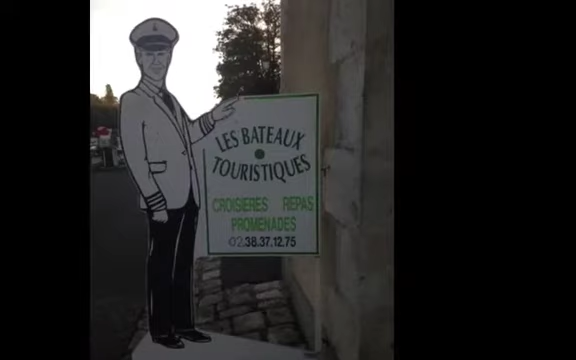 LES BATEAUX
TOURISTIQUES
CROISIERES REPAS
PROMENADES
02.38.37.12.75